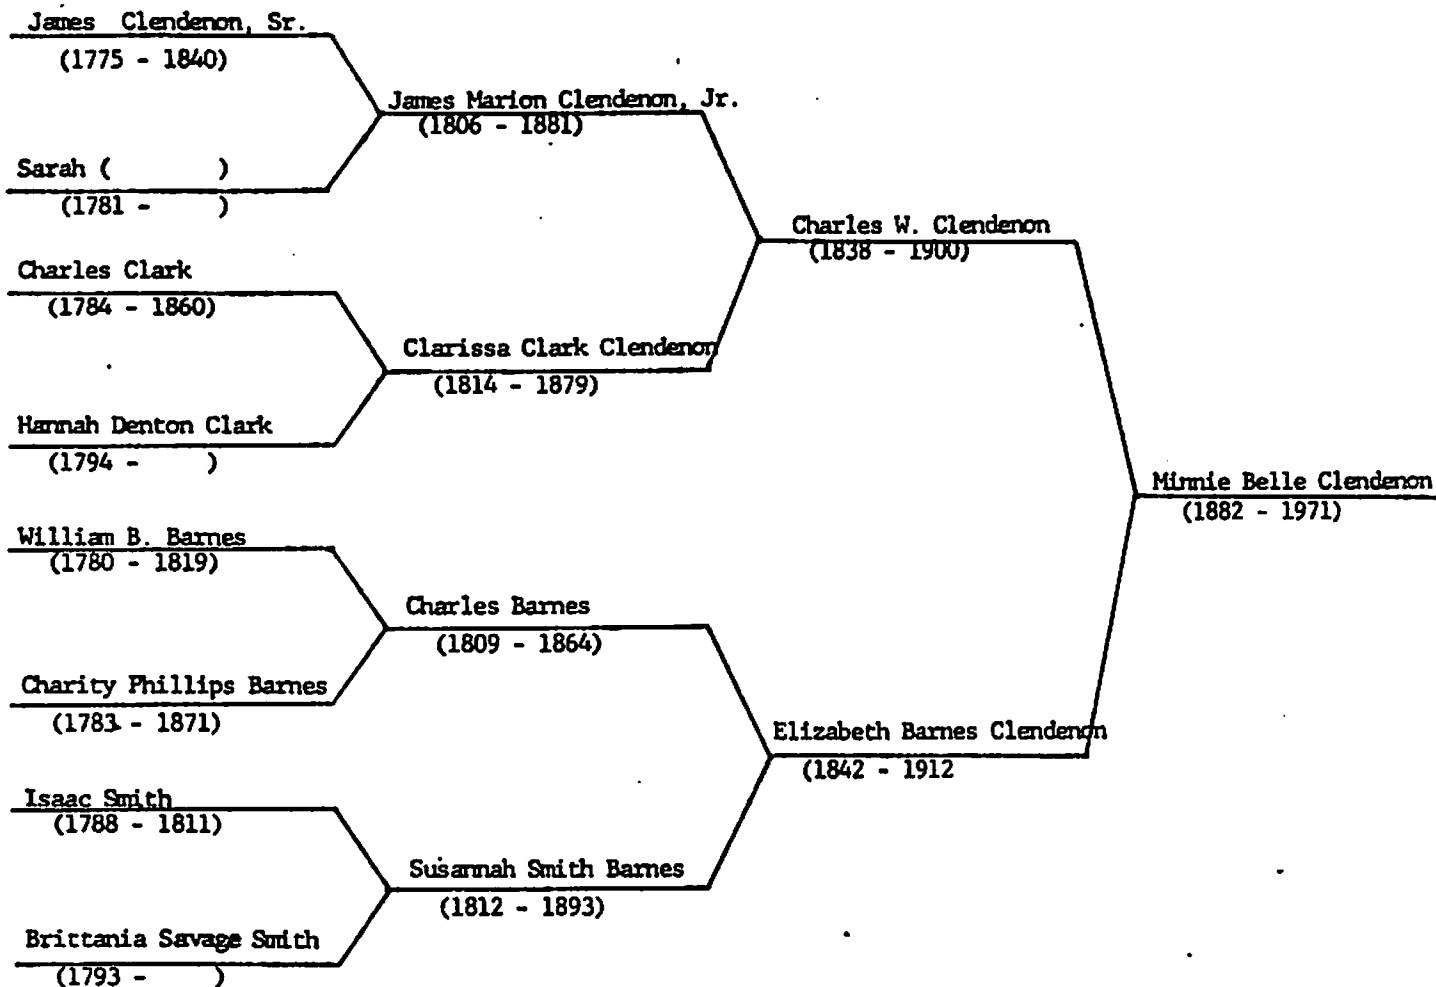 James Clendenon, Sr.
(1775 - 1840)
James Marion Clendenon, Jr.
(1806 - 1881)
Sarah ( )
(1781 - )
Charles W. Clendenon
(1838 - 1900)
Charles Clark
(1784 - 1860)
Clarissa Clark Clendenon
(1814 - 1879)
Hannah Denton Clark
(1794 - )
Minnie Belle Clendenon
(1882 - 1971)
William B. Barnes
(1780 - 1819)
Charles Barnes
(1809 - 1864)
Charity Phillips Barnes
(1783 - 1871)
Elizabeth Barnes Clendenon
(1842 - 1912
Isaac Smith
(1788 - 1811)
Susannah Smith Barnes
(1812 - 1893)
Brittania Savage Smith
(1793 - )